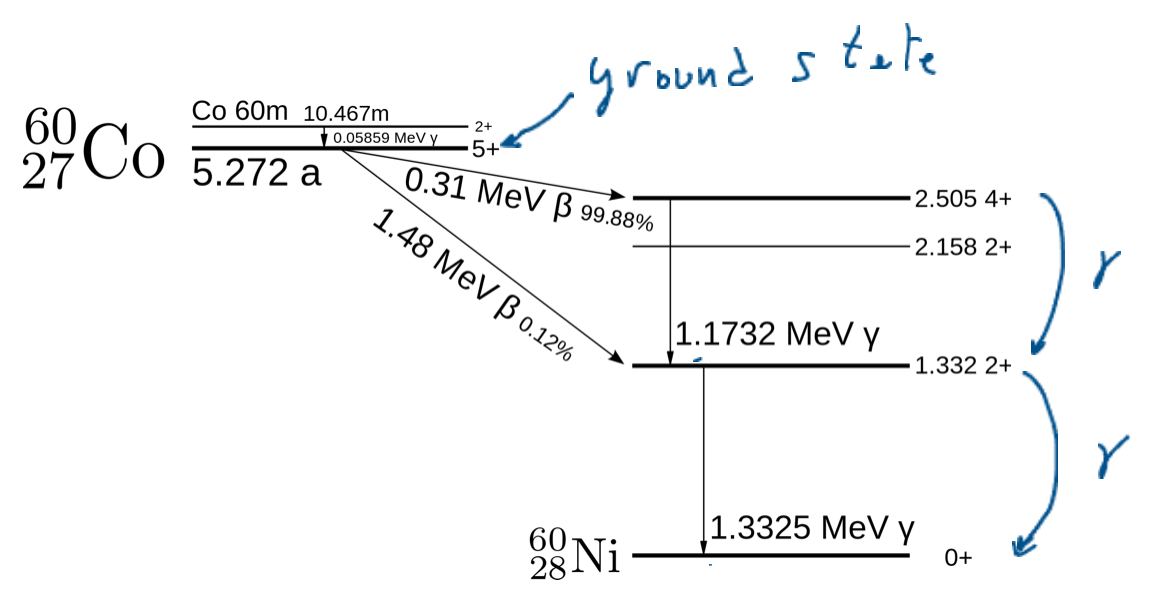 ground state
60
27 Co
Co 60m 10.467m
2+
0.05859 MeV γ
5+
5.272 a
0.31 MeV β 99.88%
1.48 MeV β 0.12%
2.505 4+
2.158 2+
γ
1.1732 MeV γ
1.332 2+
γ
1.3325 MeV γ
60
28 Ni
0+